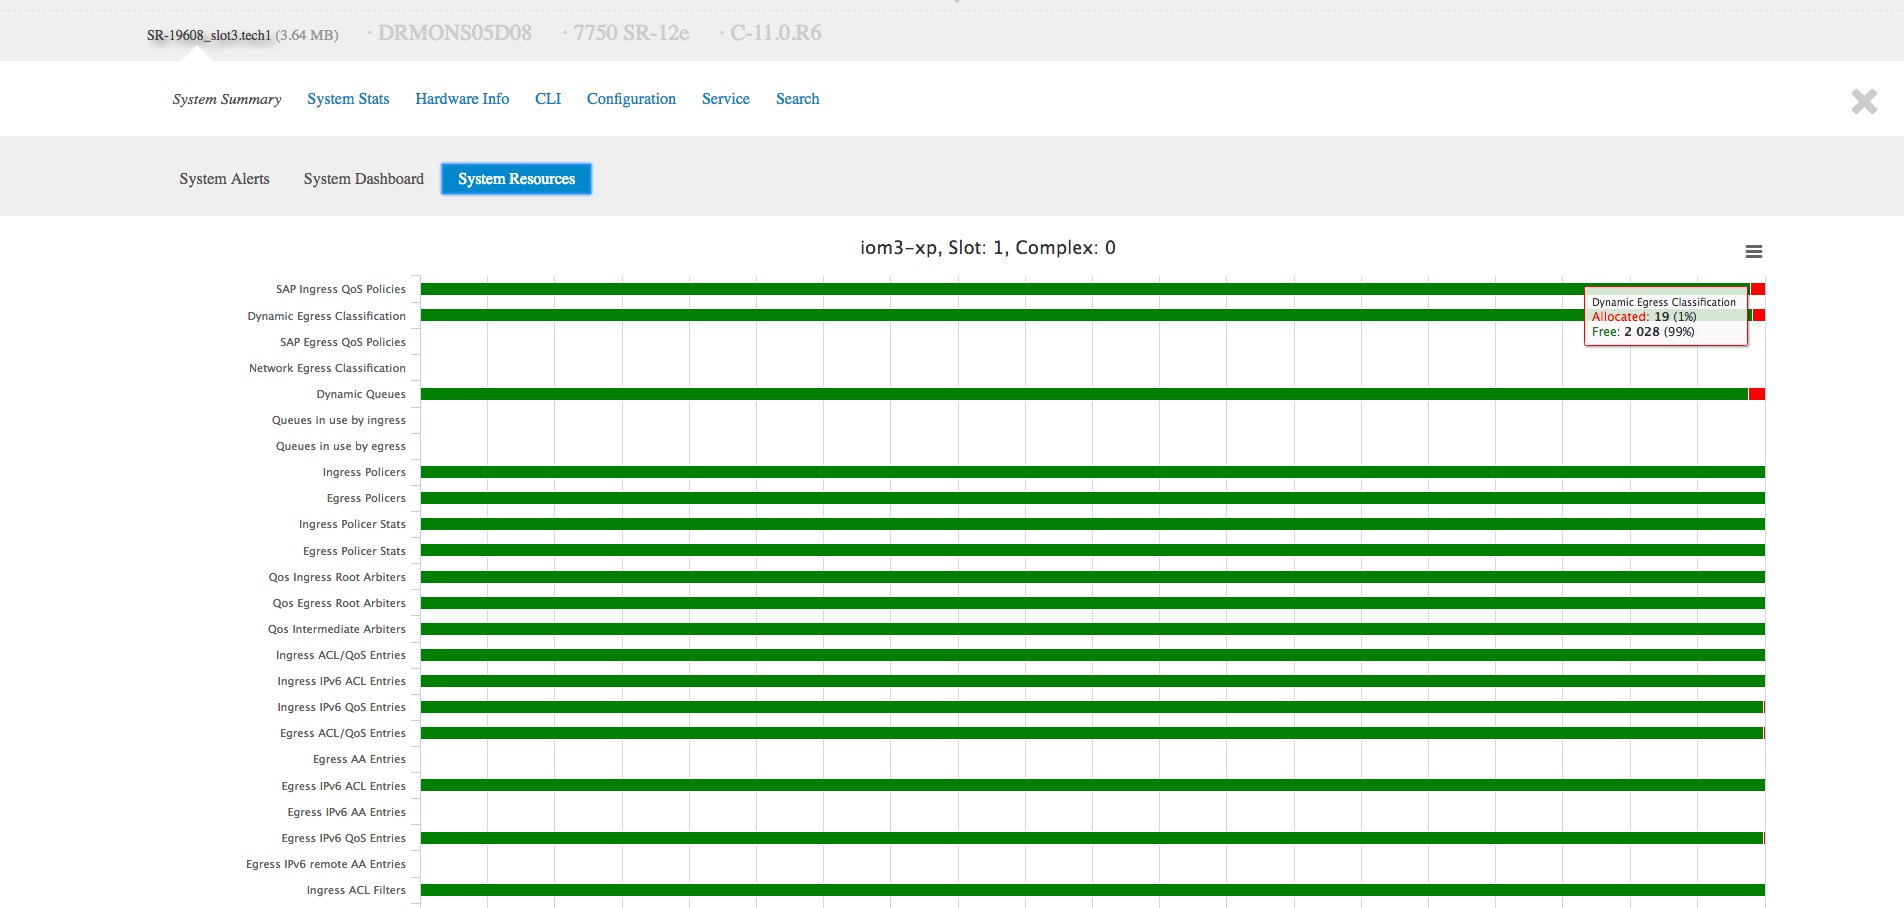 SR-19608_slot3.tech1 (3.64 MB) · DRMONS05D08 · 7750 SR-12e · C-11.0.R6
System Summary System Stats Hardware Info CLI Configuration Service Search
System Alerts System Dashboard System Resources
iom3-xp, Slot: 1, Complex: 0
SAP Ingress QoS Policies
Dynamic Egress Classification
SAP Egress QoS Policies
Network Egress Classification
Dynamic Queues
Queues in use by ingress
Queues in use by egress
Ingress Policers
Egress Policers
Ingress Policer Stats
Egress Policer Stats
Qos Ingress Root Arbiters
Qos Egress Root Arbiters
Qos Intermediate Arbiters
Ingress ACL/QoS Entries
Ingress IPv6 ACL Entries
Ingress IPv6 QoS Entries
Egress ACL/QoS Entries
Egress AA Entries
Egress IPv6 ACL Entries
Egress IPv6 AA Entries
Egress IPv6 QoS Entries
Egress IPv6 remote AA Entries
Ingress ACL Filters
Dynamic Egress Classification
Allocated: 19 (1%)
Free: 2 028 (99%)